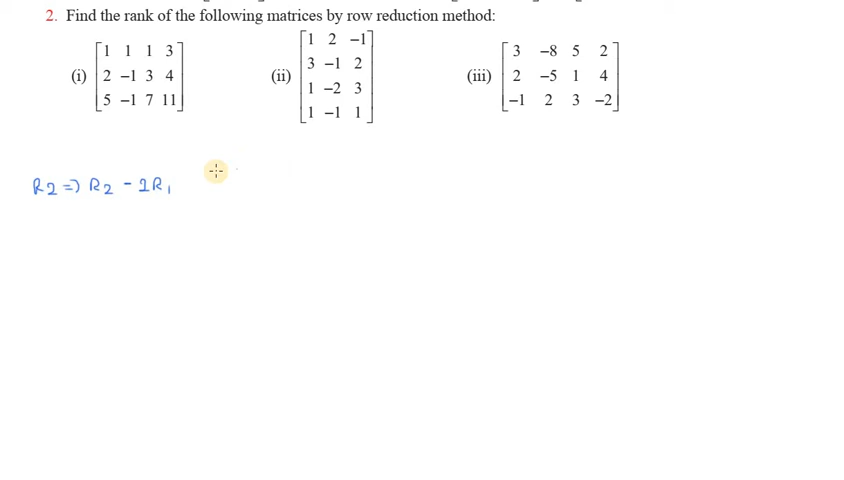 2. Find the rank of the following matrices by row reduction method:
(i) [1 1 1 3
2 −1 3 4
5 −1 7 11]
(ii) [1 2 −1
3 −1 2
1 −2 3
1 −1 1]
(iii) [3 −8 5 2
2 −5 1 4
−1 2 3 −2]
R2 => R2 - 2R1